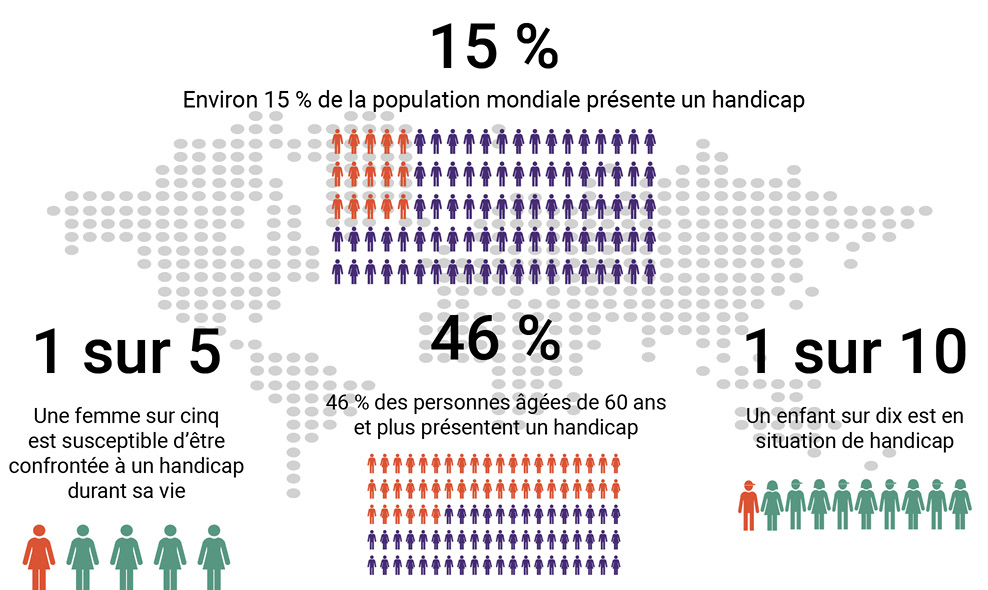 15 %
Environ 15 % de la population mondiale présente un handicap
1 sur 5
Une femme sur cinq
est susceptible d'être
confrontée à un handicap
durant sa vie
46 %
46 % des personnes âgées de 60 ans
et plus présentent un handicap
1 sur 10
Un enfant sur dix est en
situation de handicap